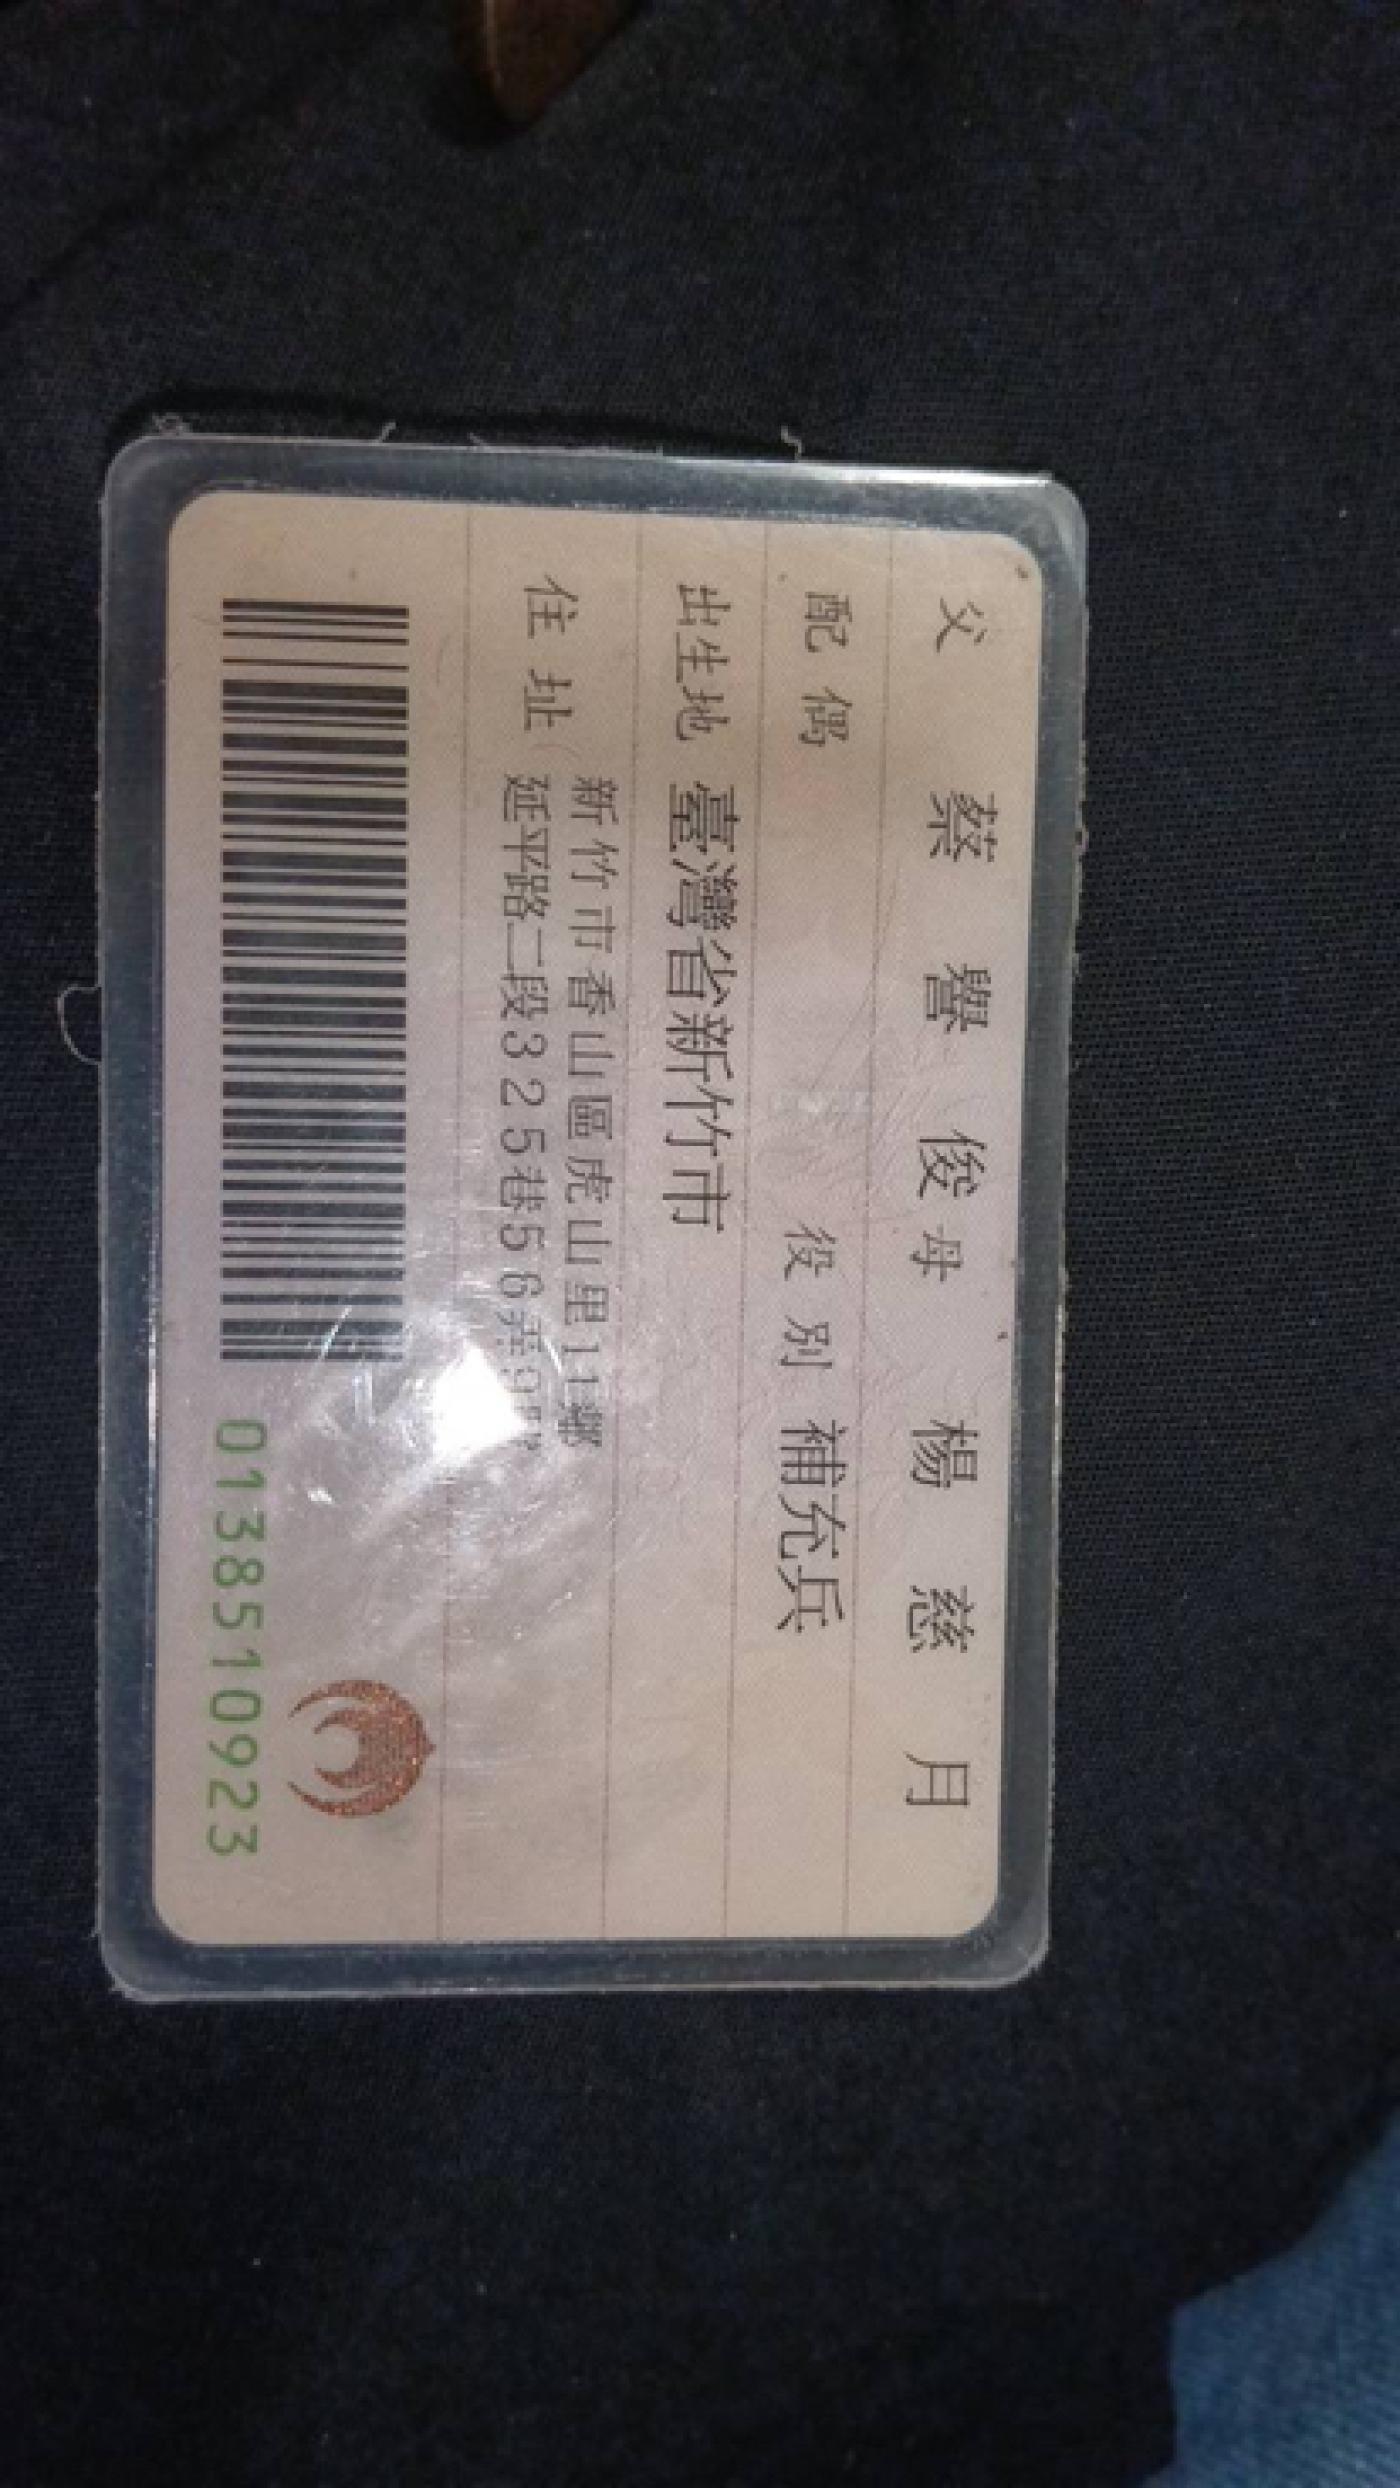 父 蔡譽俊 母 楊慈月
配偶 役別 補充兵
出生地 臺灣省新竹市
住址 新竹市香山區虎山里11鄰
延平路二段325巷56弄
0138510923